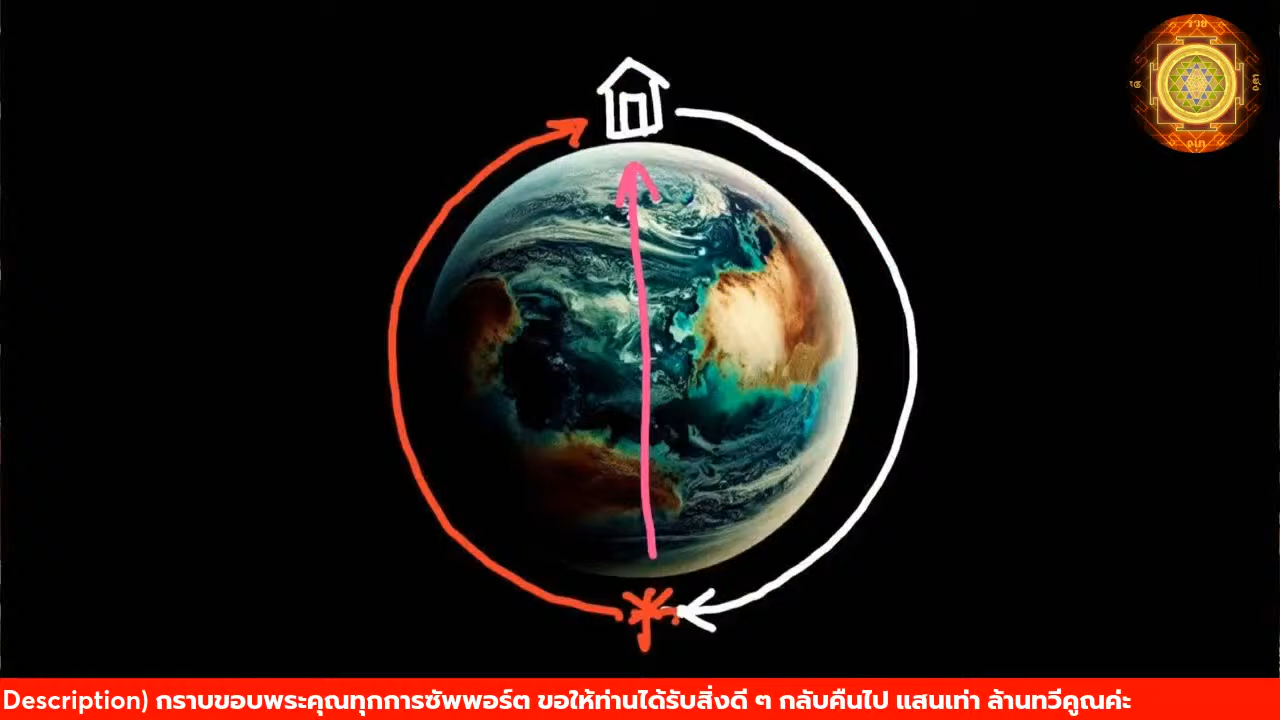 รวย
Description) กราบขอบพระคุณทุกการซัพพอร์ต ขอให้ท่านได้รับสิ่งดี ๆ กลับคืนไป แสนเท่า ล้านทวีคูณค่ะ